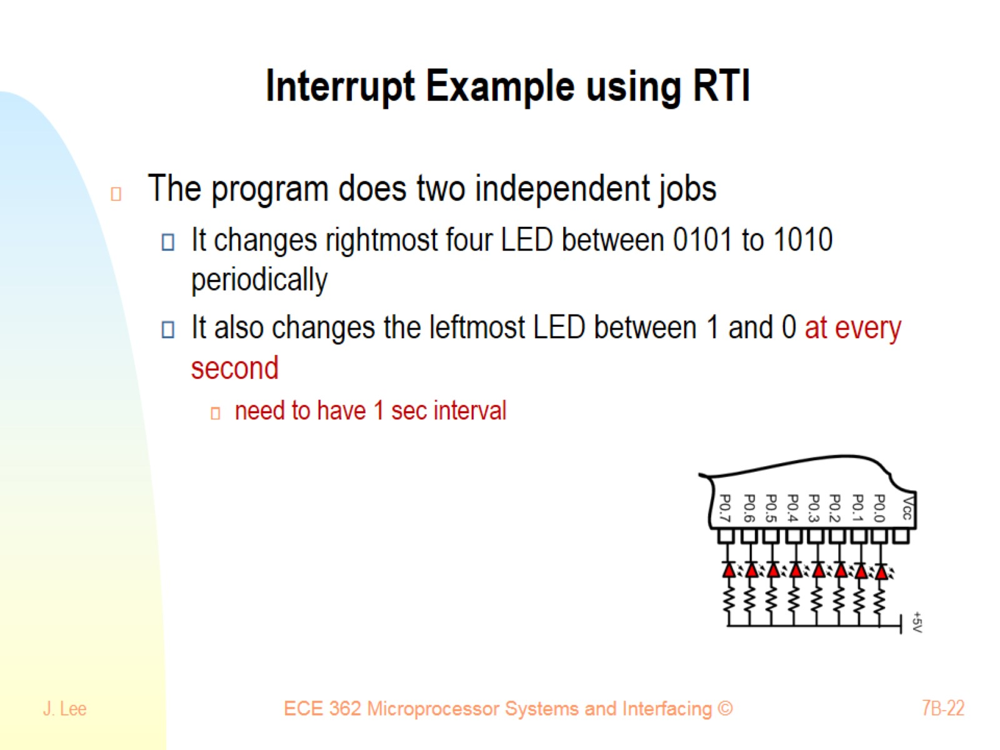 Interrupt Example using RTI
The program does two independent jobs
It changes rightmost four LED between 0101 to 1010
periodically
It also changes the leftmost LED between 1 and 0 at every
second
need to have 1 sec interval
P0.7 P0.6 P0.5 P0.4 P0.3 P0.2 P0.1 P0.0 Vcc
+5V
J. Lee
ECE 362 Microprocessor Systems and Interfacing ©
7B-22